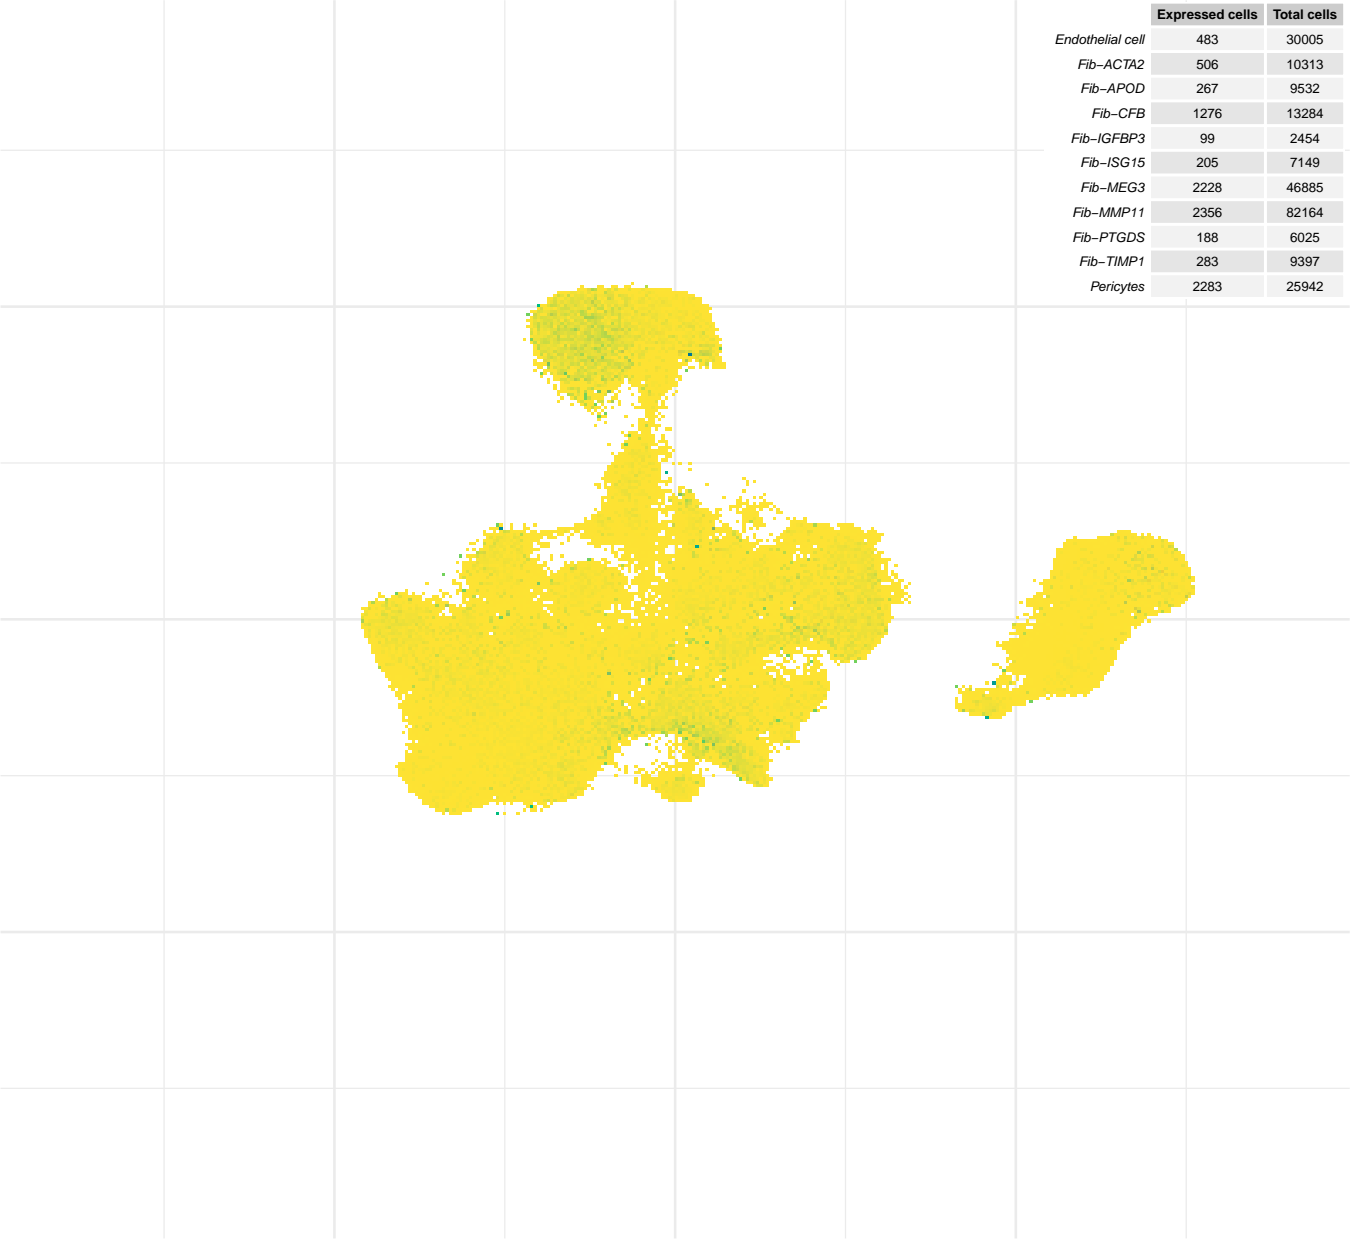 Expressed cells Total cells
Endothelial cell 483 30005
Fib−ACTA2 506 10313
Fib−APOD 267 9532
Fib−CFB 1276 13284
Fib−IGFBP3 99 2454
Fib−ISG15 205 7149
Fib−MEG3 2228 46885
Fib−MMP11 2356 82164
Fib−PTGDS 188 6025
Fib−TIMP1 283 9397
Pericytes 2283 25942